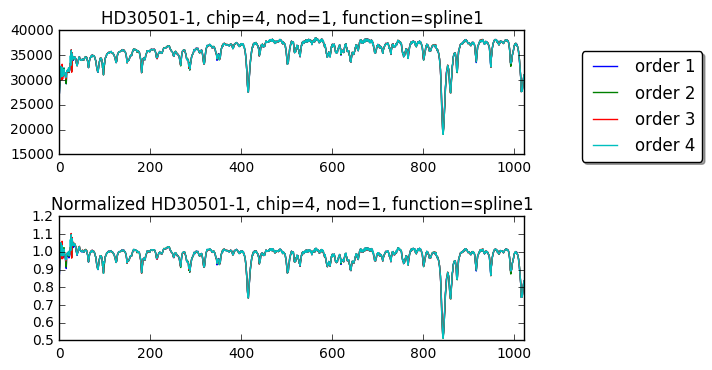 HD30501-1, chip=4, nod=1, function=spline1
40000
35000
30000
25000
20000
15000
0 200 400 600 800 1000
order 1
order 2
order 3
order 4
Normalized HD30501-1, chip=4, nod=1, function=spline1
1.2
1.1
1.0
0.9
0.8
0.7
0.6
0.5
0 200 400 600 800 1000